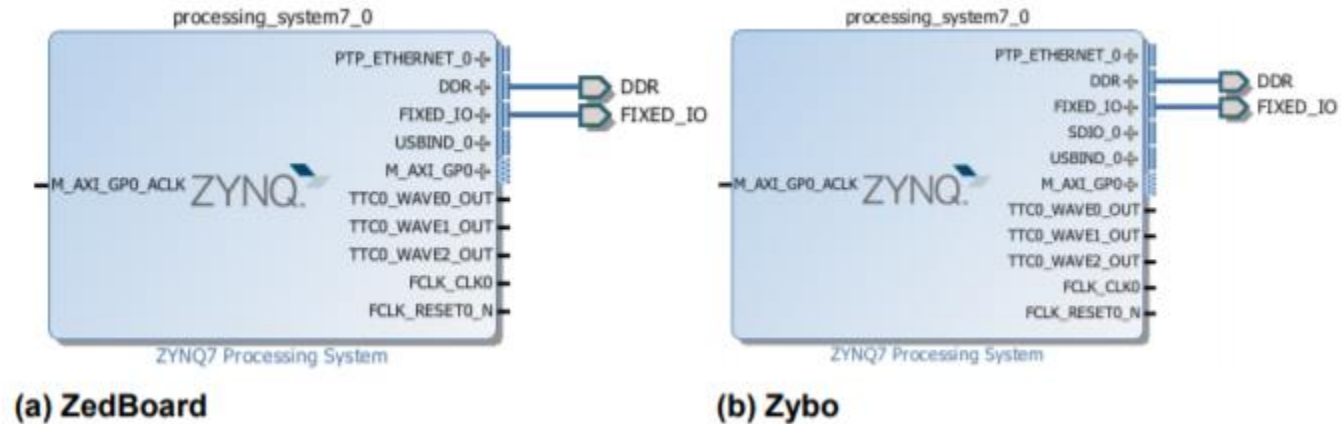 processing_system7_0
PTP_ETHERNET_0
DDR
DDR
FIXED_IO
FIXED_IO
USBIND_0
M_AXI_GP0
M_AXI_GP0_ACLK
ZYNQ.
TTC0_WAVE0_OUT
TTC0_WAVE1_OUT
TTC0_WAVE2_OUT
FCLK_CLK0
FCLK_RESET0_N
ZYNQ7 Processing System
(a) ZedBoard
processing_system7_0
PTP_ETHERNET_0
DDR
DDR
FIXED_IO
FIXED_IO
SDIO_0
USBIND_0
M_AXI_GP0
M_AXI_GP0_ACLK
ZYNQ.
TTC0_WAVE0_OUT
TTC0_WAVE1_OUT
TTC0_WAVE2_OUT
FCLK_CLK0
FCLK_RESET0_N
ZYNQ7 Processing System
(b) Zybo